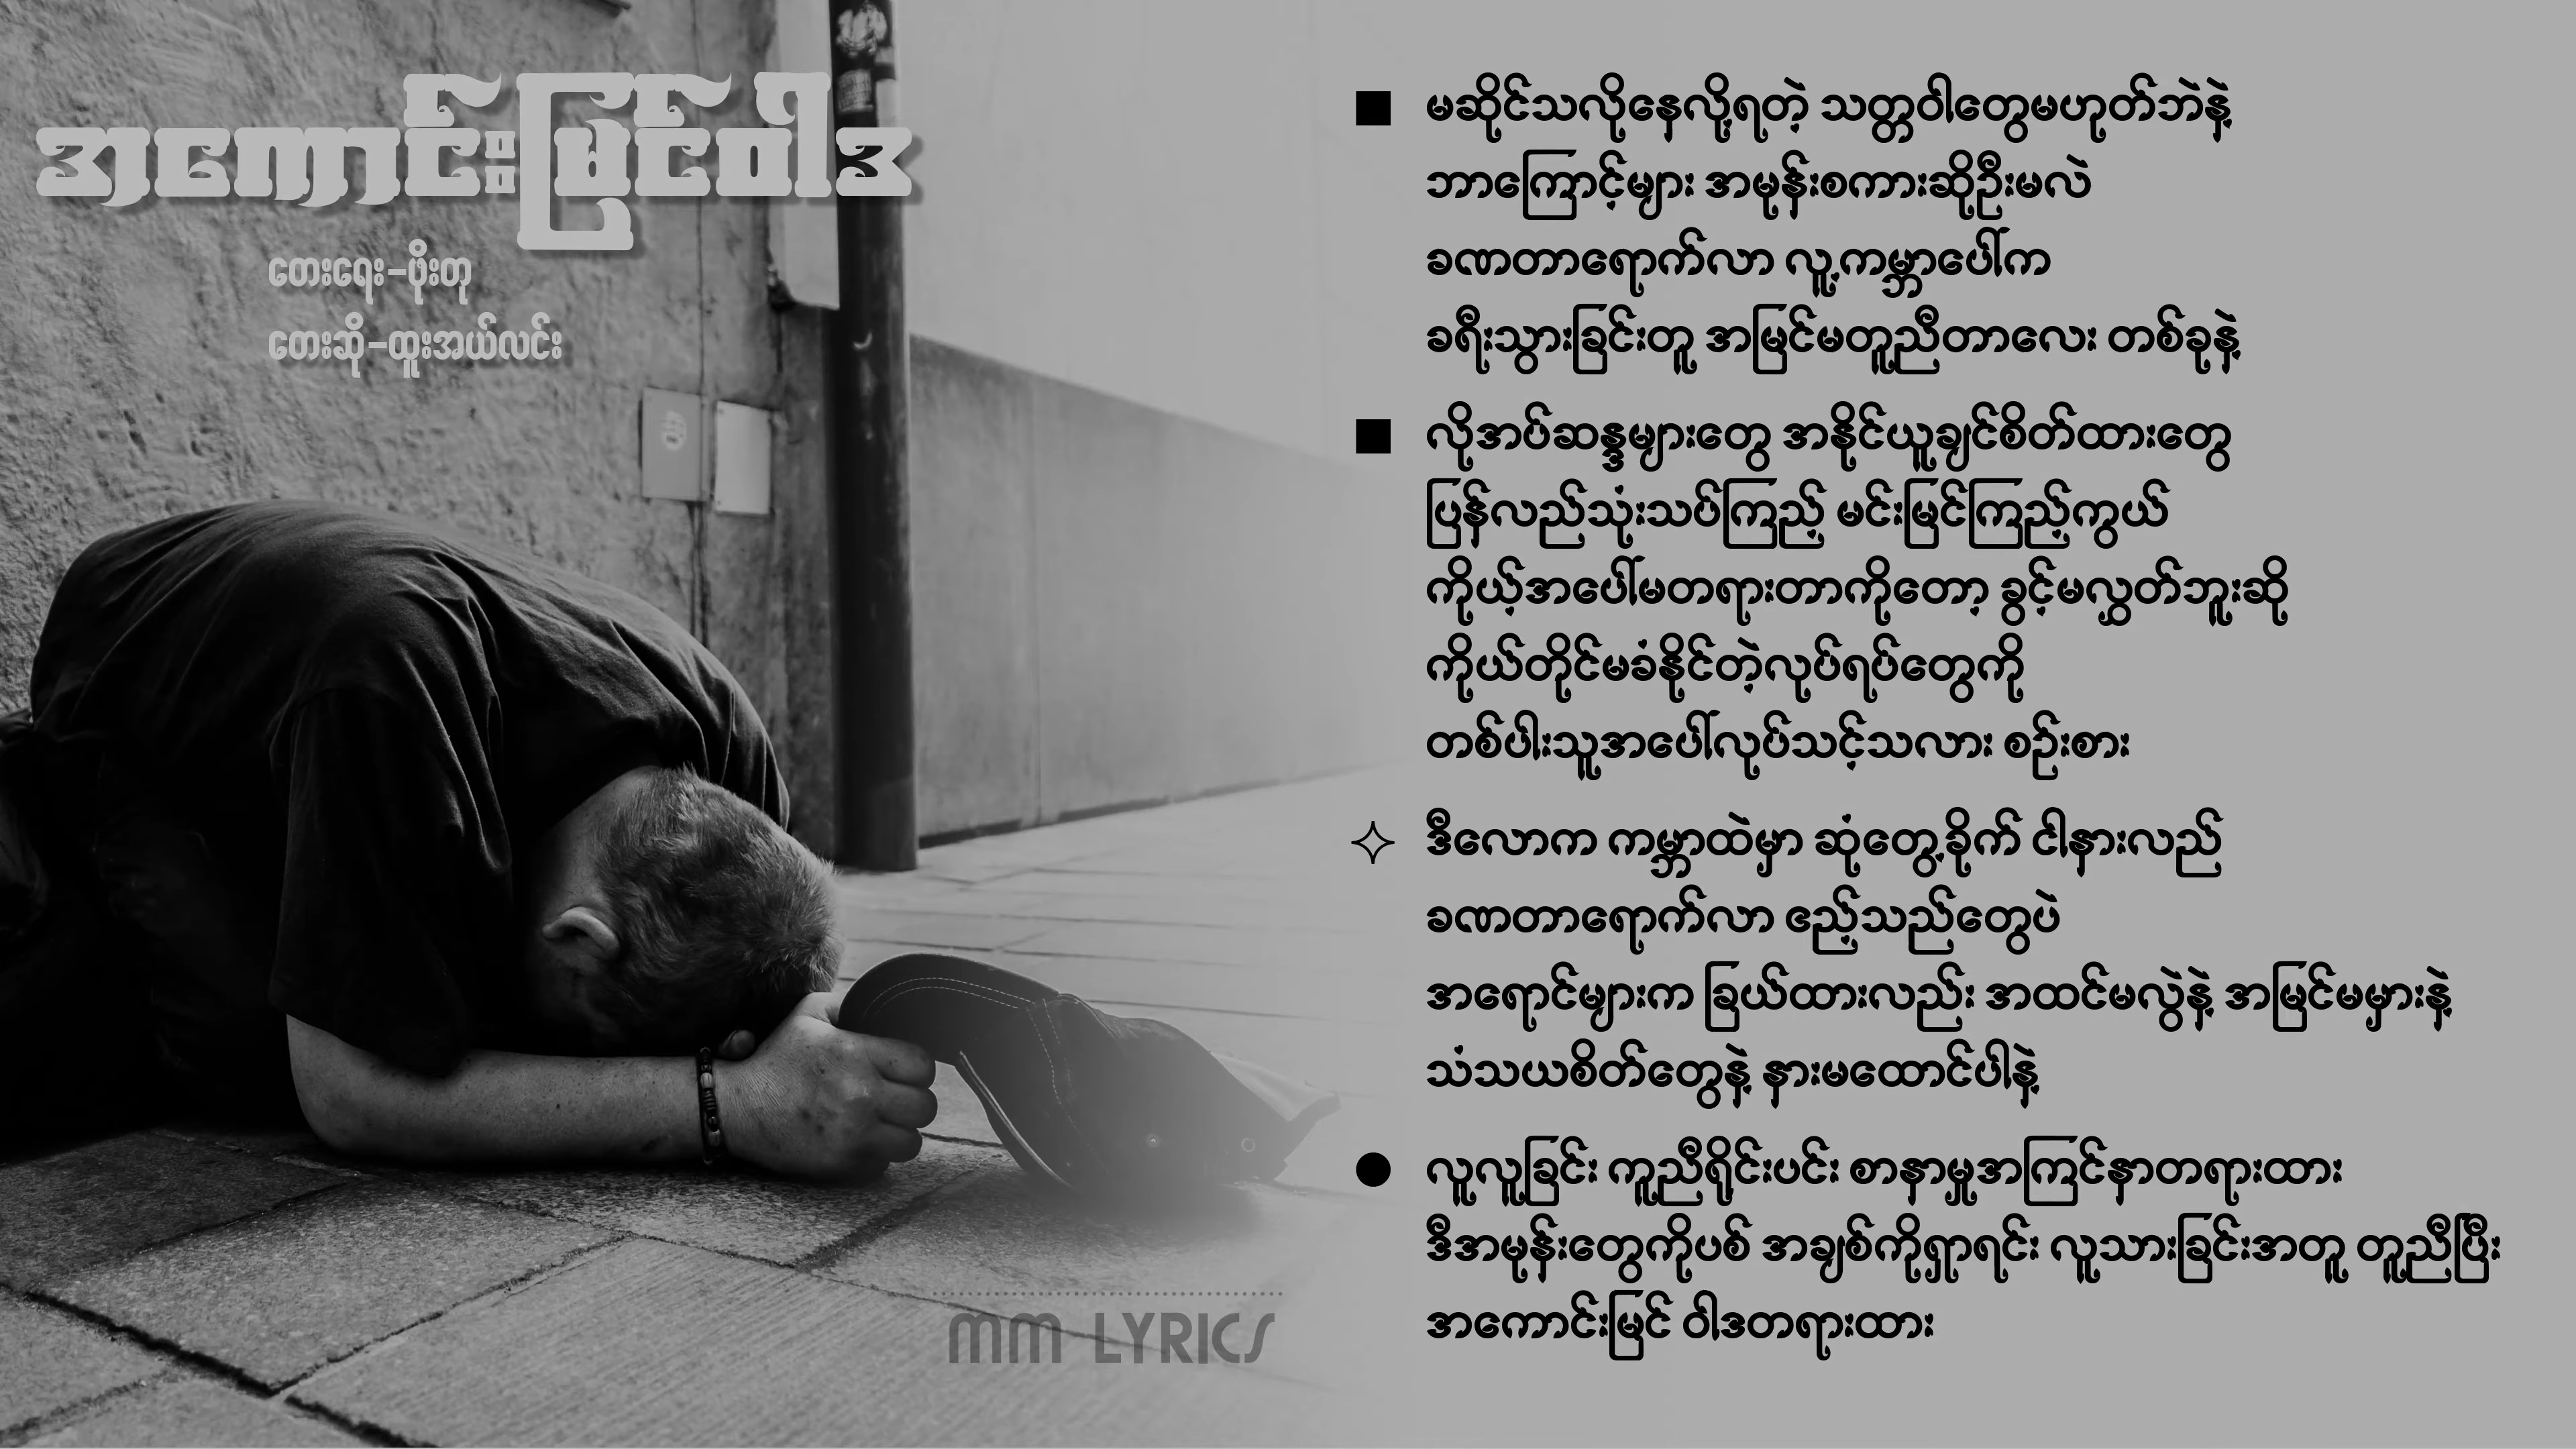 အကောင်းမြင်ဝါဒ
တေးရေး-ဖိုးတု
တေးဆို-ထူးအယ်လင်း
■ မဆိုင်သလိုနေလို့ရတဲ့ သတ္တဝါတွေမဟုတ်ဘဲနဲ့
ဘာကြောင့်များ အမုန်းစကားဆို့ဦးမလဲ
ခဏတာရောက်လာ လူ့ကမ္ဘာပေါ်က
ခရီးသွားခြင်းတူ အမြင်မတူညီတာလေး တစ်ခုနဲ့
■ လိုအပ်ဆန္ဒများတွေ အနိုင်ယူချင်စိတ်ထားတွေ
ပြန်လည်သုံးသပ်ကြည့် မင်းမြင်ကြည့်ကွယ်
ကိုယ့်အပေါ်မတရားတာကိုတော့ ခွင့်မလွှတ်ဘူးဆို
ကိုယ်တိုင်မခံနိုင်တဲ့လုပ်ရပ်တွေကို
တစ်ပါးသူအပေါ်လုပ်သင့်သလား စဉ်းစား
✧ ဒီလောက ကမ္ဘာထဲမှာ ဆုံတွေ့ခိုက် ငါနားလည်
ခဏတာရောက်လာ ဧည့်သည်တွေပဲ
အရောင်များက ခြယ်ထားလည်း အထင်မလွဲနဲ့ အမြင်မမှားနဲ့
သံသယစိတ်တွေနဲ့ နားမထောင်ပါနဲ့
● လူလူခြင်း ကူညီရိုင်းပင်း စာနာမှုအကြင်နာတရားထား
ဒီအမုန်းတွေကိုပစ် အချစ်ကိုရှာရင်း လူသားခြင်းအတူ တူညီပြီး
အကောင်းမြင် ဝါဒတရားထား
MM LYRICS